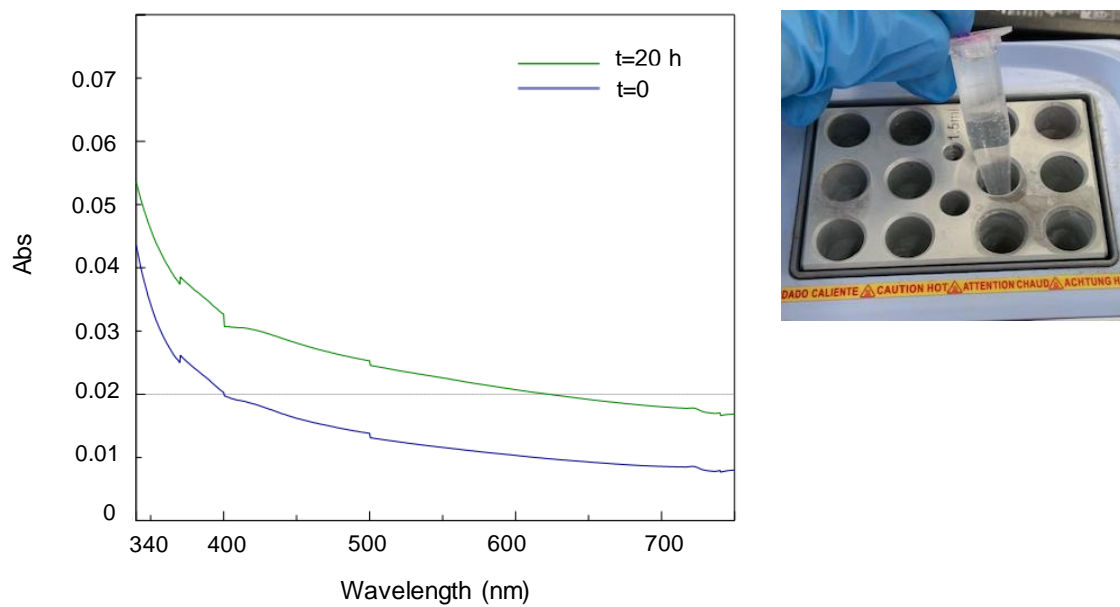 0.07
0.06
0.05
0.04
0.03
0.02
0.01
0
Abs
t=20 h
t=0
340 400 500 600 700
Wavelength (nm)
1.5ml
DADO CALIENTE CAUTION HOT ATTENTION CHAUD ACHTUNG H